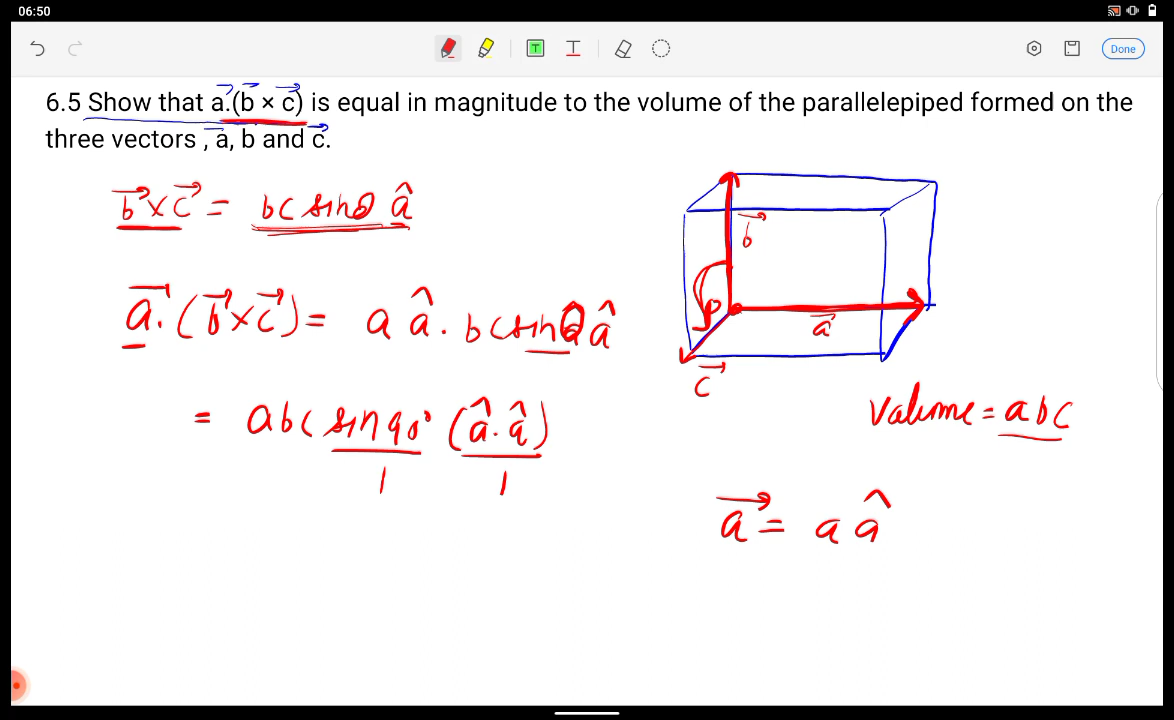 06:50
T
Done
6.5 Show that a⃗.(b⃗ × c⃗) is equal in magnitude to the volume of the parallelepiped formed on the
three vectors , a⃗, b and c⃗.
b⃗ × c⃗ = bc sinθ â
a⃗.(b⃗×c⃗) = a â . bc sinθ â
= abc sin90° (â.â)
1 1
b⃗
P
a⃗
c⃗
Volume = abc
a⃗ = a â